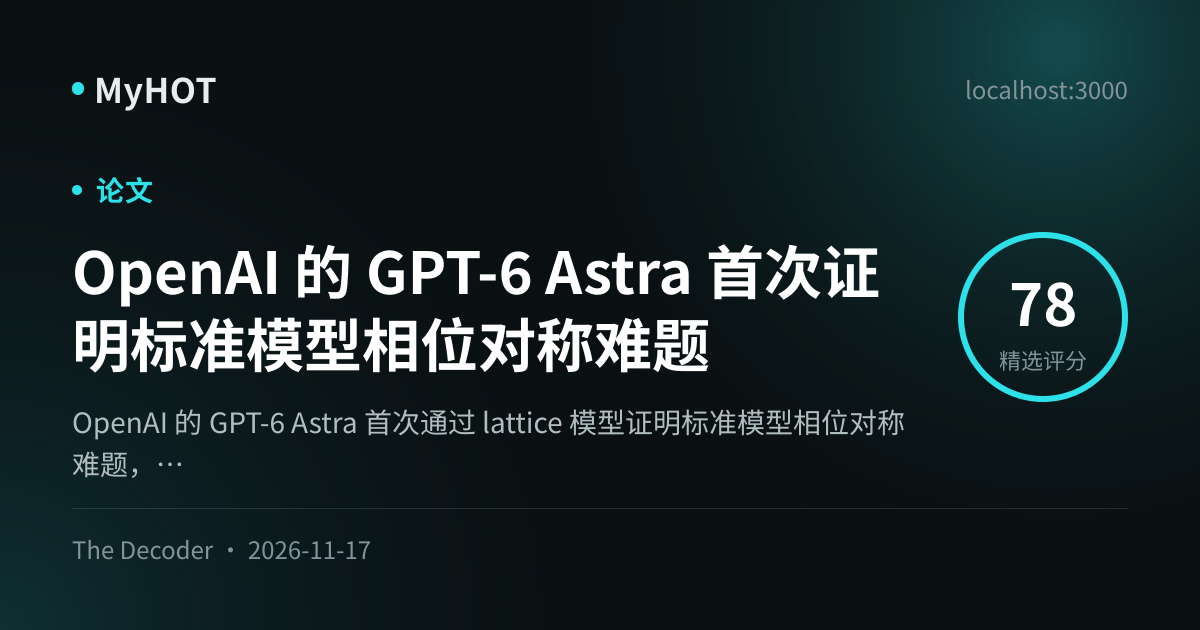 MyHOT
localhost:3000
论文
OpenAI 的 GPT-6 Astra 首次证
明标准模型相位对称难题
78
精选评分
OpenAI 的 GPT-6 Astra 首次通过 lattice 模型证明标准模型相位对称
难题，…
The Decoder • 2026-11-17